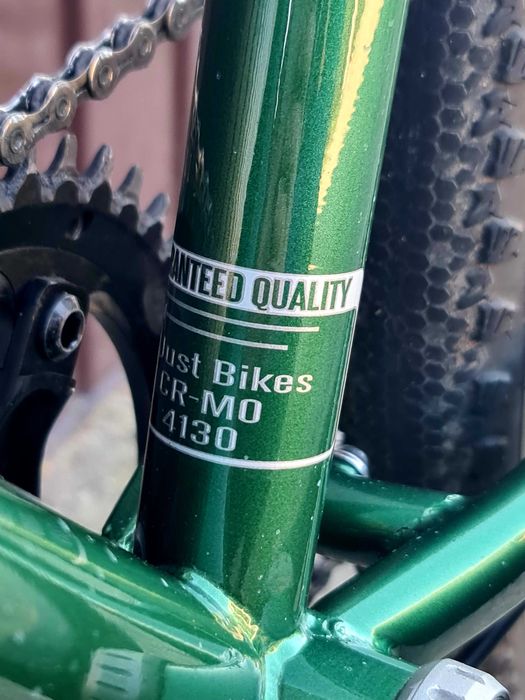 ANTEED QUALITY
Just Bikes
CR-MO
4130